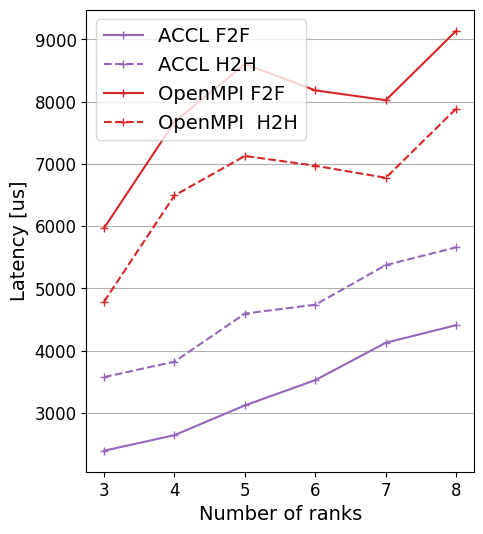 ACCL F2F
ACCL H2H
OpenMPI F2F
OpenMPI  H2H
9000
8000
7000
6000
5000
4000
3000
Latency [us]
3 4 5 6 7 8
Number of ranks